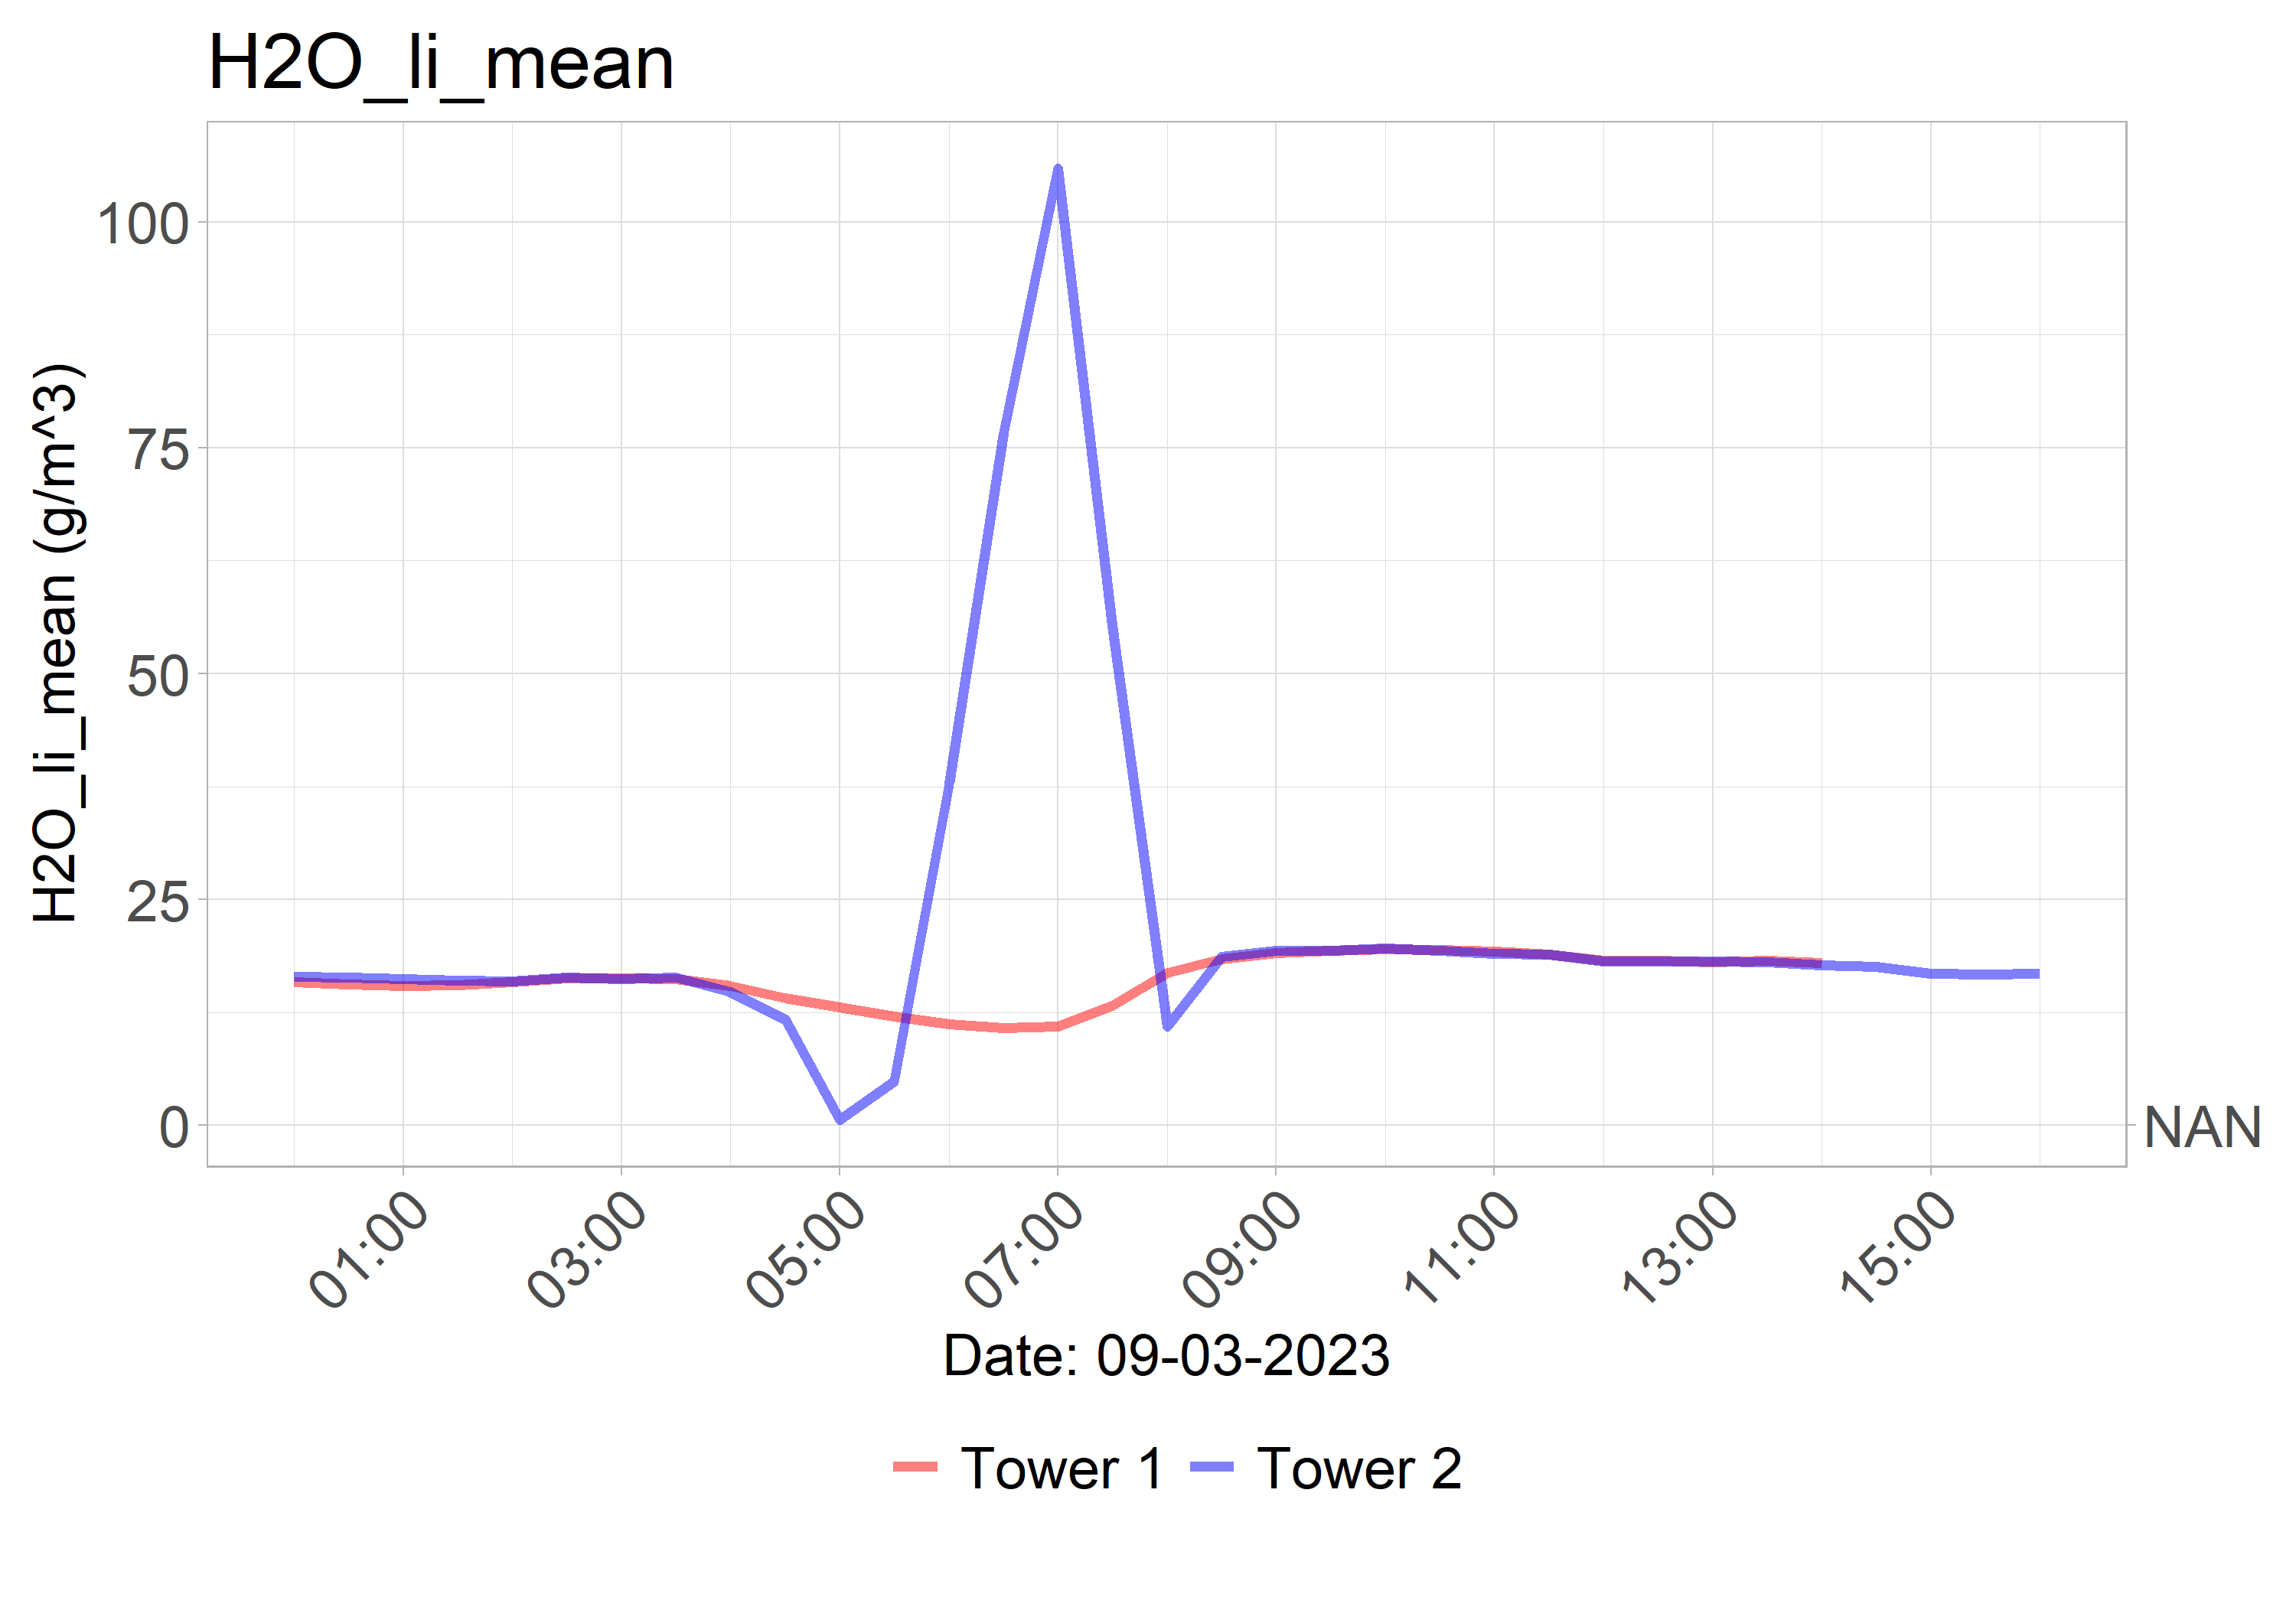 H2O_li_mean
H2O_li_mean (g/m^3)
100
75
50
25
0
NAN
01:00
03:00
05:00
07:00
09:00
11:00
13:00
15:00
Date: 09-03-2023
Tower 1
Tower 2